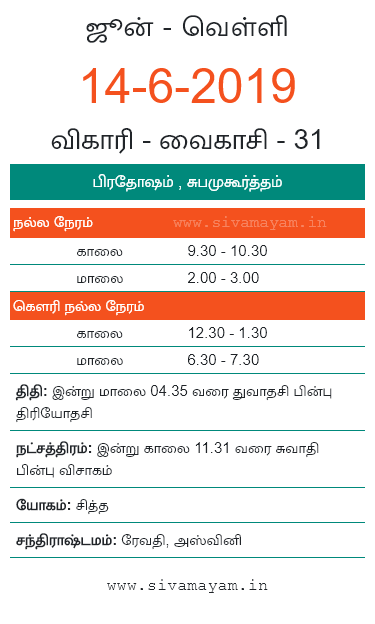 ஜூன் - வெள்ளி
14-6-2019
விகாரி - வைகாசி - 31
பிரதோஷம் , சுபமுகூர்த்தம்
நல்ல நேரம் www.sivamayam.in
காலை 9.30 - 10.30
மாலை 2.00 - 3.00
கௌரி நல்ல நேரம்
காலை 12.30 - 1.30
மாலை 6.30 - 7.30
திதி: இன்று மாலை 04.35 வரை துவாதசி பின்பு
திரியோதசி
நட்சத்திரம்: இன்று காலை 11.31 வரை சுவாதி
பின்பு விசாகம்
யோகம்: சித்த
சந்திராஷ்டமம்: ரேவதி, அஸ்வினி
www.sivamayam.in